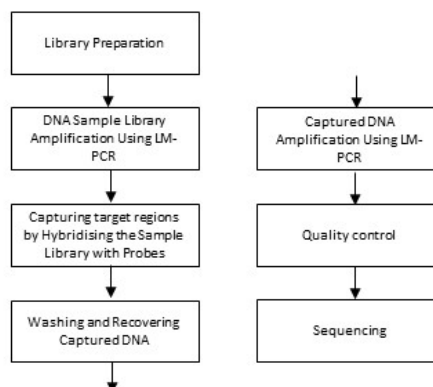 Library Preparation
DNA Sample Library
Amplification Using LM-
PCR
Capturing target regions
by Hybridising the Sample
Library with Probes
Washing and Recovering
Captured DNA
Captured DNA
Amplification Using LM-
PCR
Quality control
Sequencing